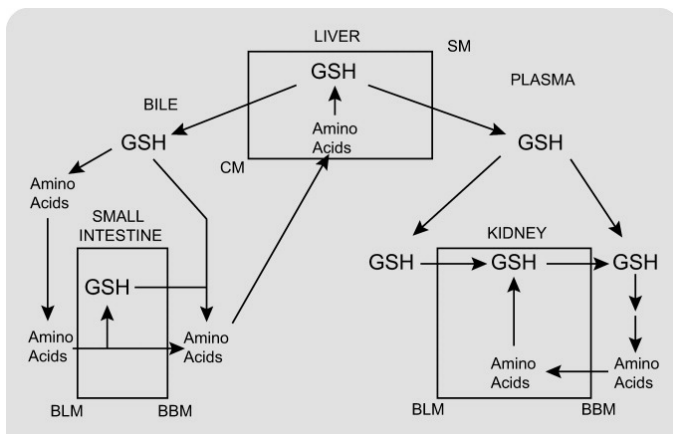 LIVER
SM
GSH
PLASMA
BILE
Amino
Acids
GSH
GSH
CM
Amino
Acids
SMALL
INTESTINE
KIDNEY
GSH
GSH
GSH
GSH
Amino
Acids
Amino
Acids
Amino
Acids
Amino
Acids
BLM
BBM
BLM
BBM